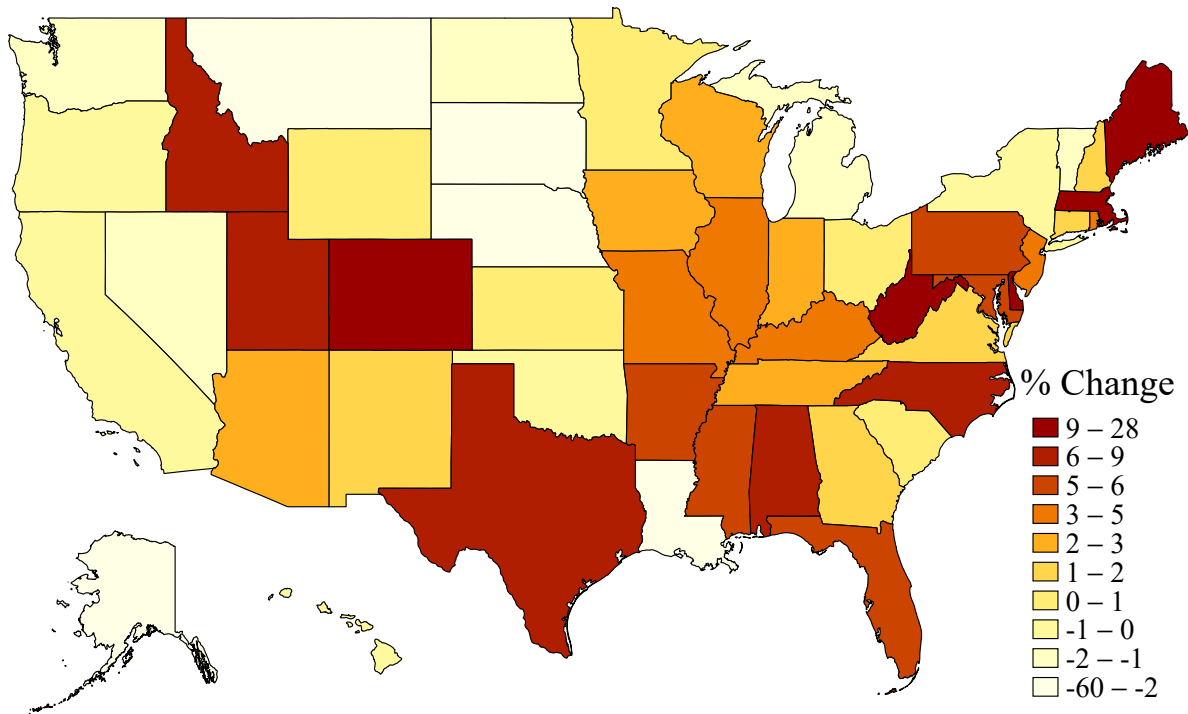 % Change
9 – 28
6 – 9
5 – 6
3 – 5
2 – 3
1 – 2
0 – 1
-1 – 0
-2 – -1
-60 – -2